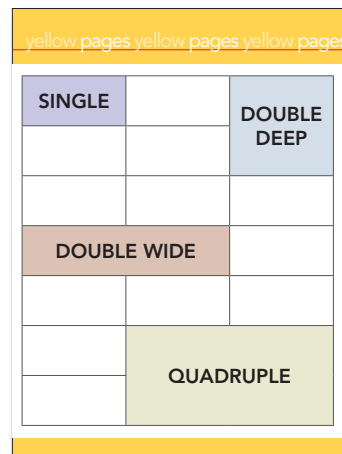 yellow pages yellow pages yellow pages
SINGLE
DOUBLE
DEEP
DOUBLE WIDE
QUADRUPLE